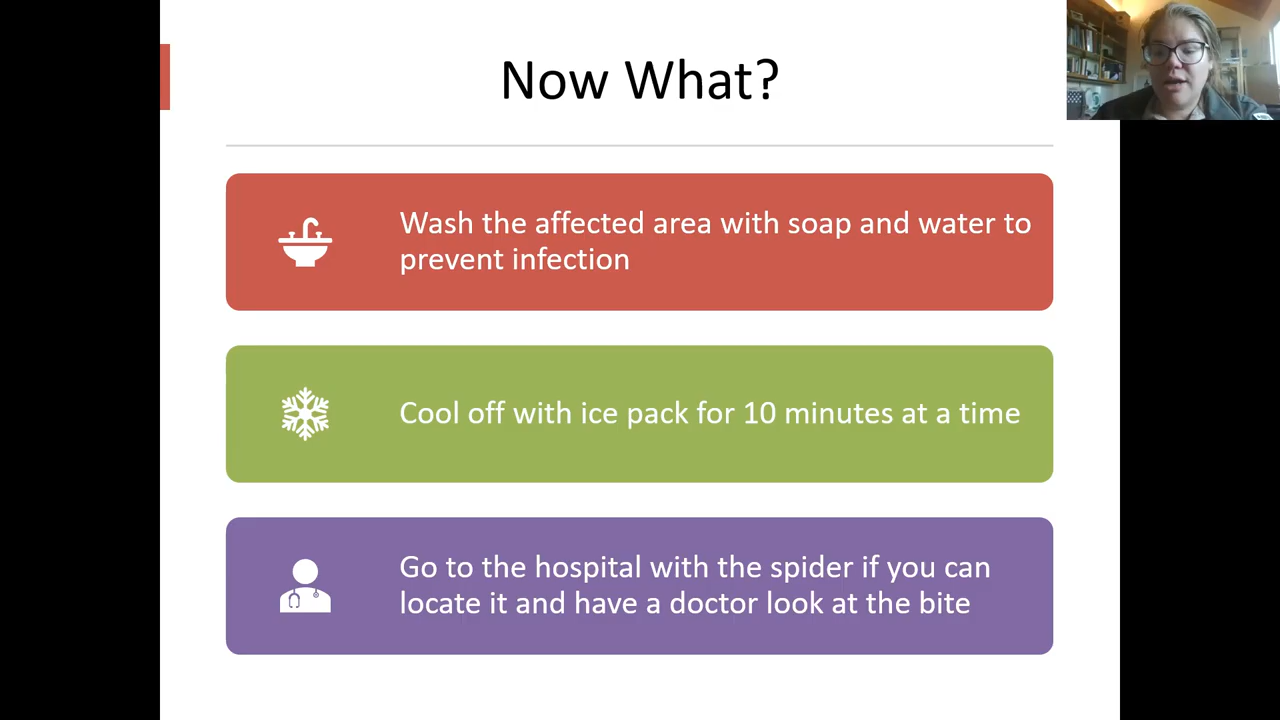 Now What?
Wash the affected area with soap and water to
prevent infection
Cool off with ice pack for 10 minutes at a time
Go to the hospital with the spider if you can
locate it and have a doctor look at the bite